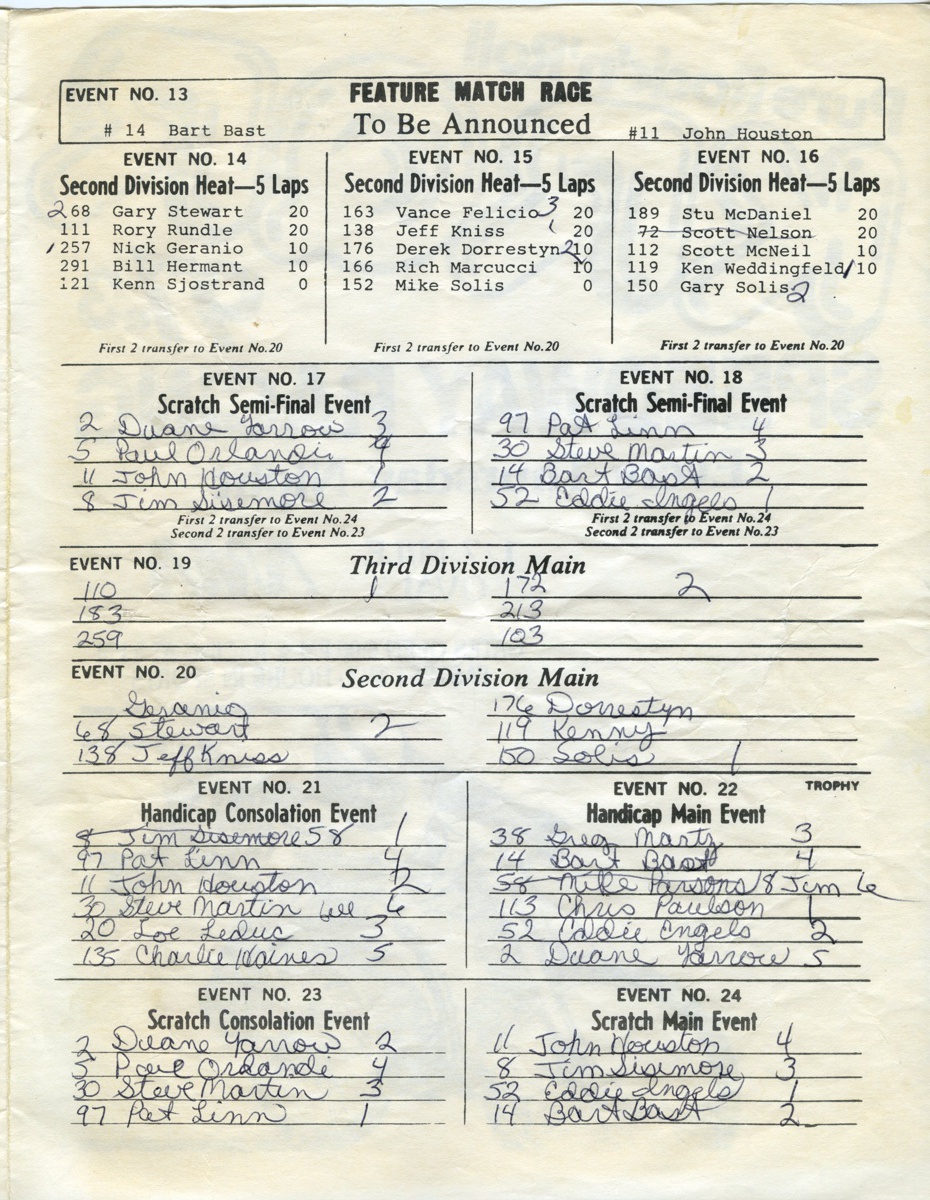 EVENT NO. 13
FEATURE MATCH RACE
# 14 Bart Bast
To Be Announced
#11 John Houston
EVENT NO. 14
Second Division Heat—5 Laps
2 68 Gary Stewart 20
111 Rory Rundle 20
1 257 Nick Geranio 10
291 Bill Hermant 10
121 Kenn Sjostrand 0
First 2 transfer to Event No.20
EVENT NO. 15
Second Division Heat—5 Laps
163 Vance Felicio 3 20
138 Jeff Kniss 1 20
176 Derek Dorrestyn 2 10
166 Rich Marcucci 10
152 Mike Solis 0
First 2 transfer to Event No.20
EVENT NO. 16
Second Division Heat—5 Laps
189 Stu McDaniel 20
72 Scott Nelson 20
112 Scott McNeil 10
119 Ken Weddingfeld 1 10
150 Gary Solis 2
First 2 transfer to Event No.20
EVENT NO. 17
Scratch Semi-Final Event
2 Duane Yarrow 3
5 Paul Orlandi 4
11 John Houston 1
8 Jim Sisemore 2
First 2 transfer to Event No.24
Second 2 transfer to Event No.23
EVENT NO. 18
Scratch Semi-Final Event
97 Pat Linn 4
30 Steve Martin 3
14 Bart Bast 2
52 Eddie Ingels 1
First 2 transfer to Event No.24
Second 2 transfer to Event No.23
EVENT NO. 19
Third Division Main
110 1
183
259
172 2
213
103
EVENT NO. 20
Second Division Main
Geranio
68 Stewart 2
138 Jeff Kniss
176 Dorrestyn
119 Kenny
150 Solis 1
EVENT NO. 21
Handicap Consolation Event
8 Jim Sisemore 58 1
97 Pat Linn 4
11 John Houston 2
30 Steve Martin 6
20 Loe Leduc 3
135 Charlie Haines 5
EVENT NO. 22
TROPHY
Handicap Main Event
38 Greg Martz 3
14 Bart Bast 4
58 Mike Parsons / 8 Jim 6
113 Chris Paulson 1
52 Eddie Engels 2
2 Duane Yarrow 5
EVENT NO. 23
Scratch Consolation Event
2 Duane Yarrow 2
5 Paul Orlandi 4
30 Steve Martin 3
97 Pat Linn 1
EVENT NO. 24
Scratch Main Event
11 John Houston 4
8 Jim Sisemore 3
52 Eddie Ingels 1
14 Bart Bast 2